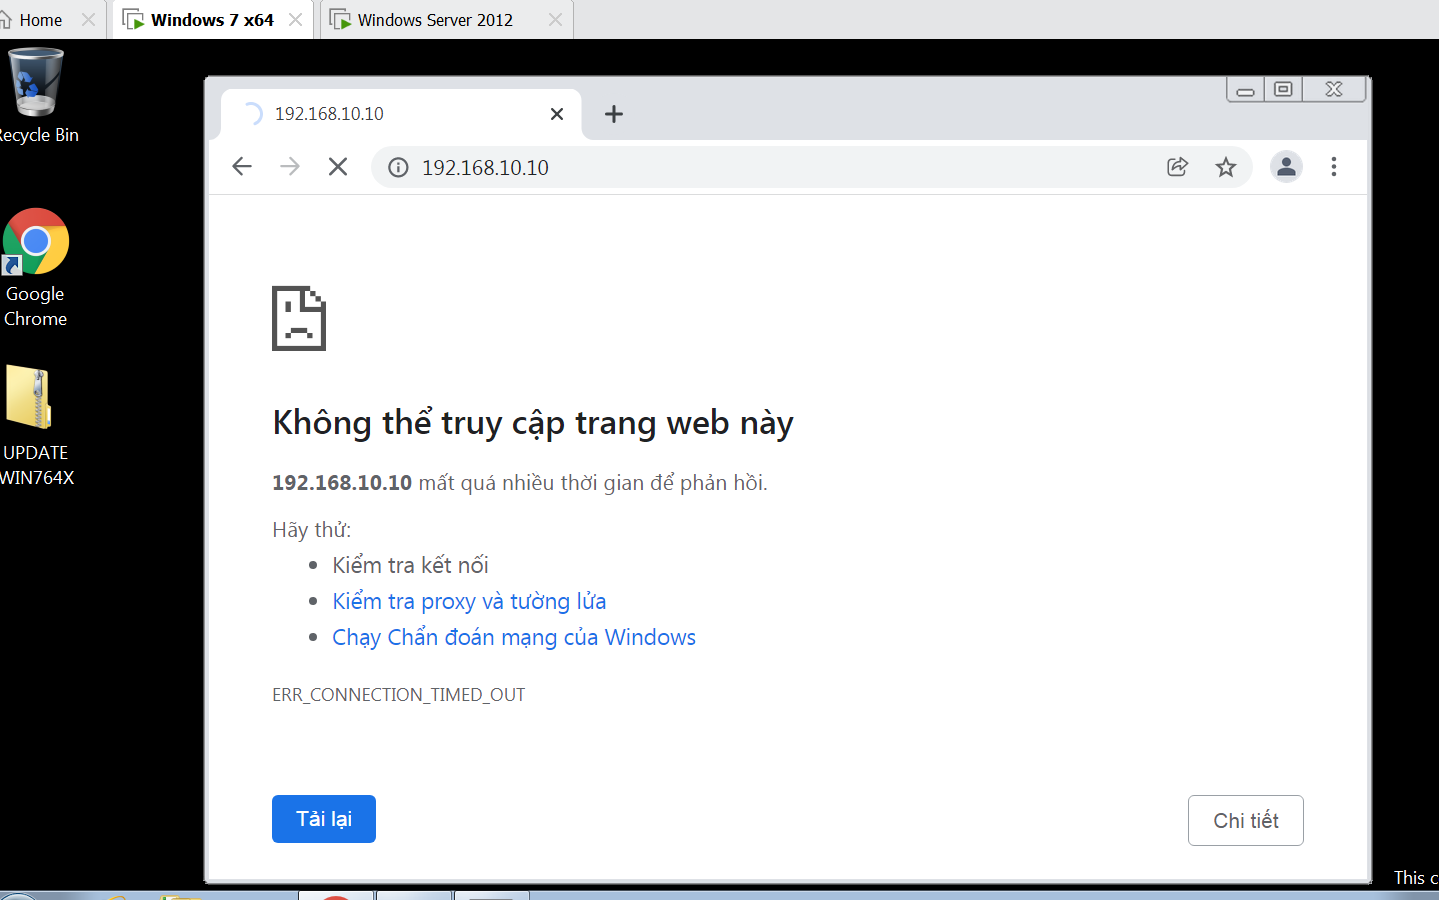 Home
Windows 7 x64
Windows Server 2012
Recycle Bin
Google
Chrome
UPDATE
WIN764X
192.168.10.10
192.168.10.10
Không thể truy cập trang web này
192.168.10.10 mất quá nhiều thời gian để phản hồi.
Hãy thử:
Kiểm tra kết nối
Kiểm tra proxy và tường lửa
Chạy Chẩn đoán mạng của Windows
ERR_CONNECTION_TIMED_OUT
Tải lại
Chi tiết
This c